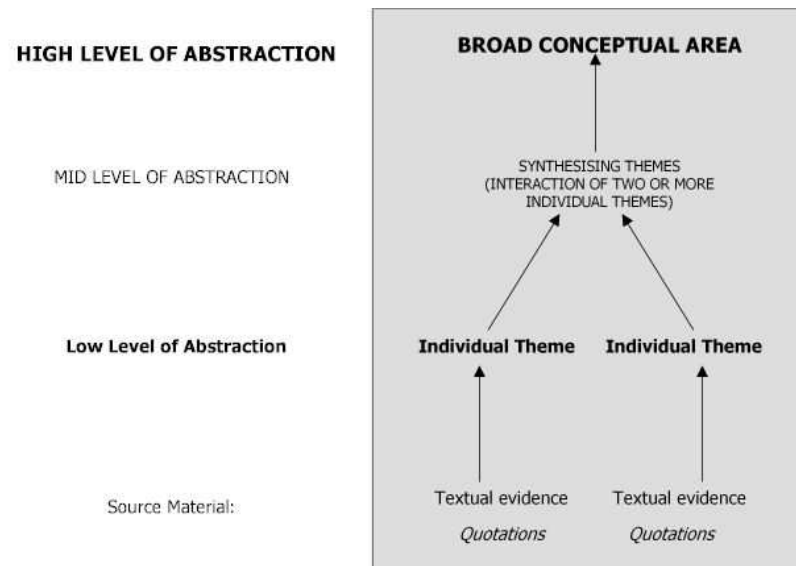 HIGH LEVEL OF ABSTRACTION
BROAD CONCEPTUAL AREA
MID LEVEL OF ABSTRACTION
SYNTHESISING THEMES
(INTERACTION OF TWO OR MORE
INDIVIDUAL THEMES)
Low Level of Abstraction
Individual Theme
Individual Theme
Source Material:
Textual evidence
Textual evidence
Quotations
Quotations